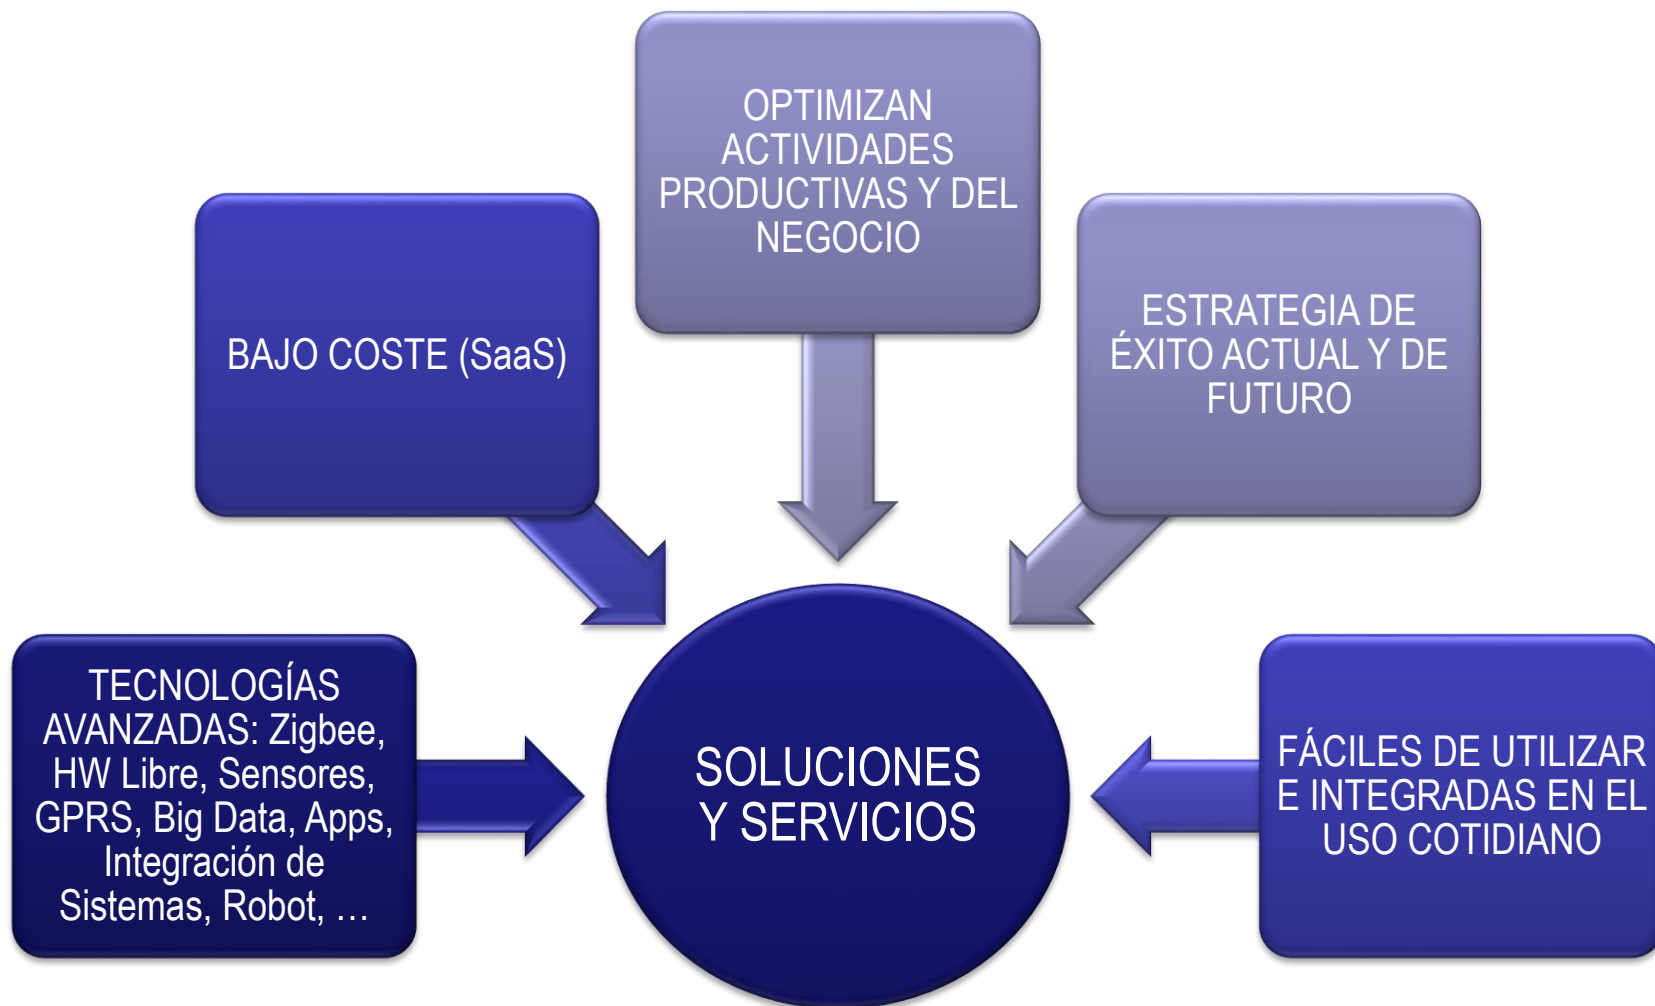 OPTIMIZAN
ACTIVIDADES
PRODUCTIVAS Y DEL
NEGOCIO
BAJO COSTE (SaaS)
ESTRATEGIA DE
ÉXITO ACTUAL Y DE
FUTURO
TECNOLOGÍAS
AVANZADAS: Zigbee,
HW Libre, Sensores,
GPRS, Big Data, Apps,
Integración de
Sistemas, Robot, …
SOLUCIONES
Y SERVICIOS
FÁCILES DE UTILIZAR
E INTEGRADAS EN EL
USO COTIDIANO